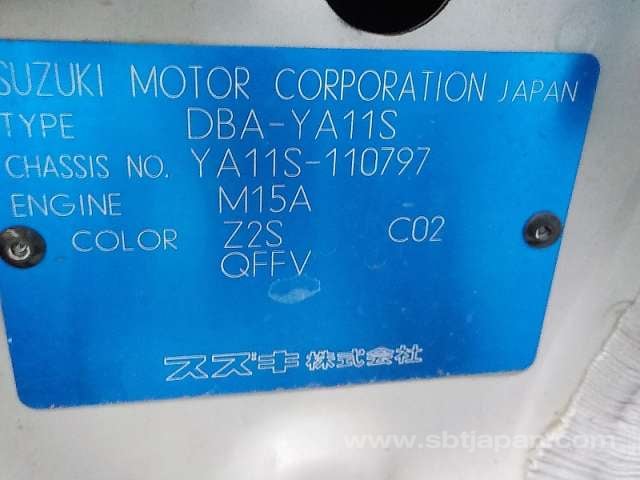 SUZUKI MOTOR CORPORATION JAPAN
TYPE DBA-YA11S
CHASSIS NO. YA11S-110797
ENGINE M15A
COLOR Z2S C02
QFFV
スズキ株式会社
www.sbtjapan.com